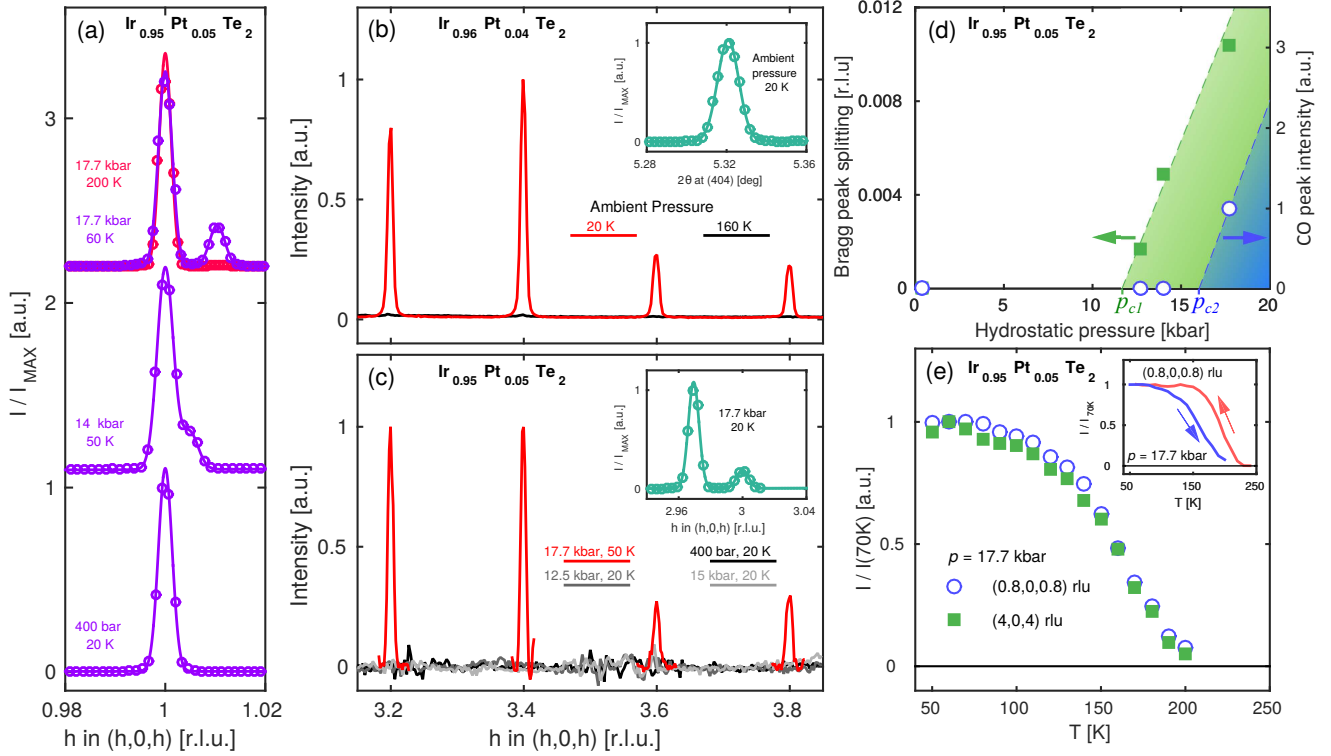 (a)
Ir0.95 Pt0.05 Te2
17.7 kbar
200 K
17.7 kbar
60 K
14 kbar
50 K
400 bar
20 K
I / IMAX [a.u.]
3
2
1
0
0.98
1
1.02
h in (h,0,h) [r.l.u.]
(b)
Ir0.96 Pt0.04 Te2
Intensity [a.u.]
1
0.5
0
Ambient Pressure
20 K
160 K
I / IMAX [a.u.]
1
0
Ambient
pressure
20 K
5.28
5.32
5.36
2θ at (404) [deg]
(c)
Ir0.95 Pt0.05 Te2
Intensity [a.u.]
1
0.5
0
17.7 kbar, 50 K
400 bar, 20 K
12.5 kbar, 20 K
15 kbar, 20 K
I / IMAX [a.u.]
1
0
17.7 kbar
20 K
2.96
3
3.04
h in (h,0,h) [r.l.u.]
3.2
3.4
3.6
3.8
h in (h,0,h) [r.l.u.]
(d)
Ir0.95 Pt0.05 Te2
Bragg peak splitting [r.l.u]
0.012
0.008
0.004
0
CO peak intensity [a.u.]
3
2
1
0
0
5
10
15
20
pc1
pc2
Hydrostatic pressure [kbar]
(e)
Ir0.95 Pt0.05 Te2
I / I(70K) [a.u.]
1
0.5
0
p = 17.7 kbar
(0.8,0,0.8) rlu
(4,0,4) rlu
(0.8,0,0.8) rlu
I / I70K
1
0.5
0
p = 17.7 kbar
50
150
250
T [K]
50
100
150
200
250
T [K]